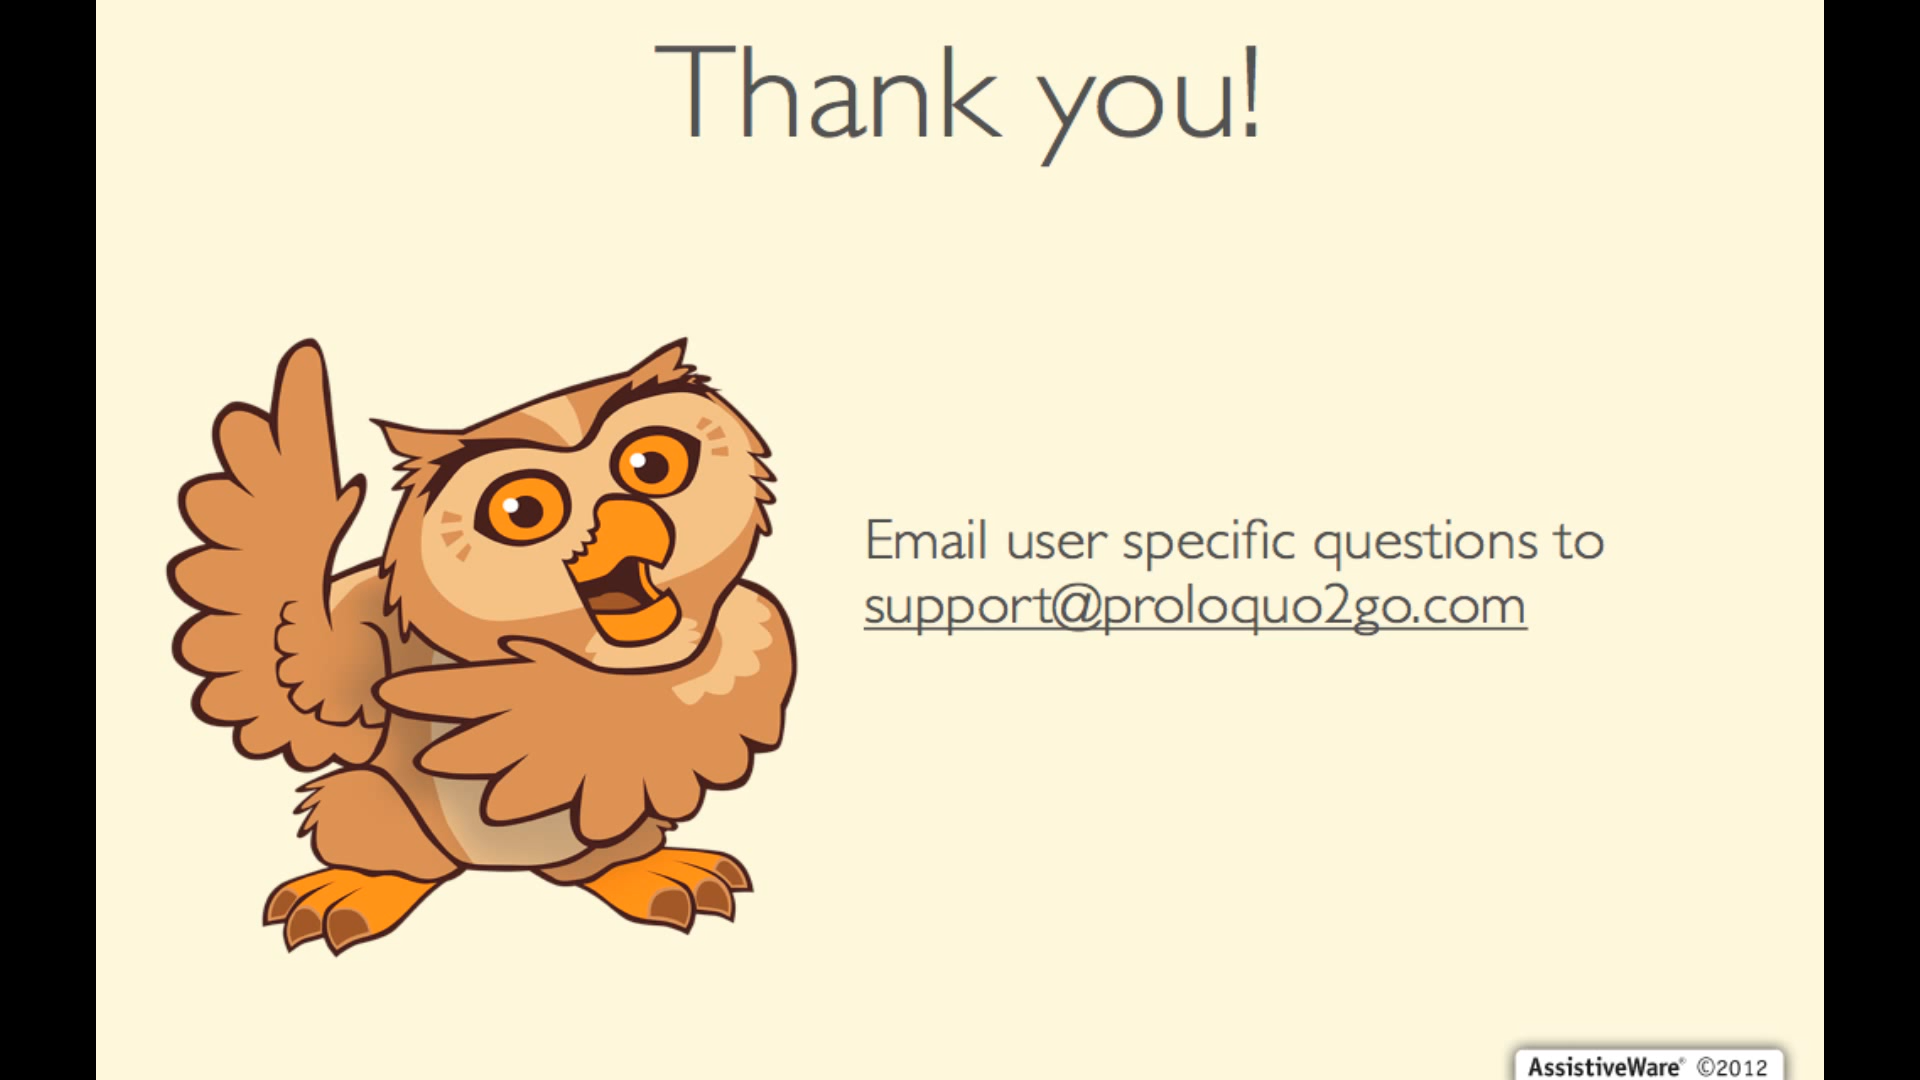 Thank you!
Email user specific questions to
support@proloquo2go.com
AssistiveWare® ©2012